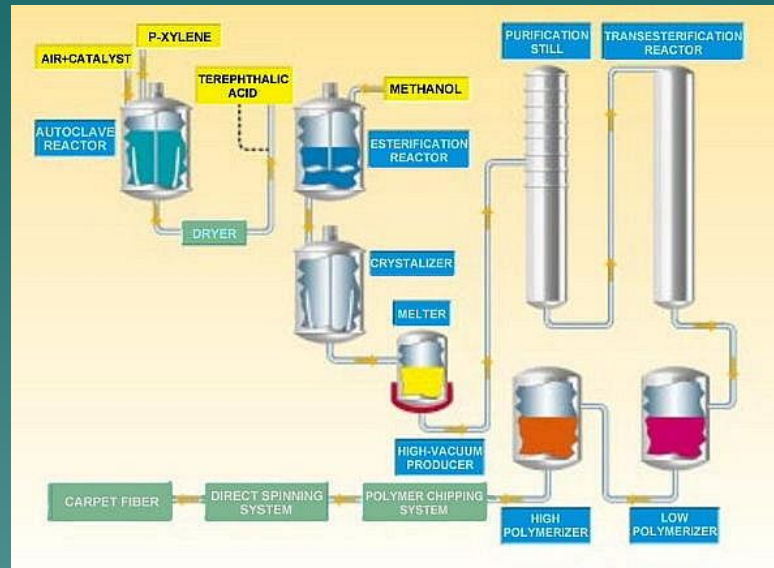 P-XYLENE
AIR+CATALYST
AUTOCLAVE
REACTOR
TEREPHTHALIC
ACID
DRYER
METHANOL
ESTERIFICATION
REACTOR
CRYSTALIZER
MELTER
HIGH-VACUUM
PRODUCER
PURIFICATION
STILL
TRANSESTERIFICATION
REACTOR
LOW
POLYMERIZER
HIGH
POLYMERIZER
POLYMER CHIPPING
SYSTEM
DIRECT SPINNING
SYSTEM
CARPET FIBER